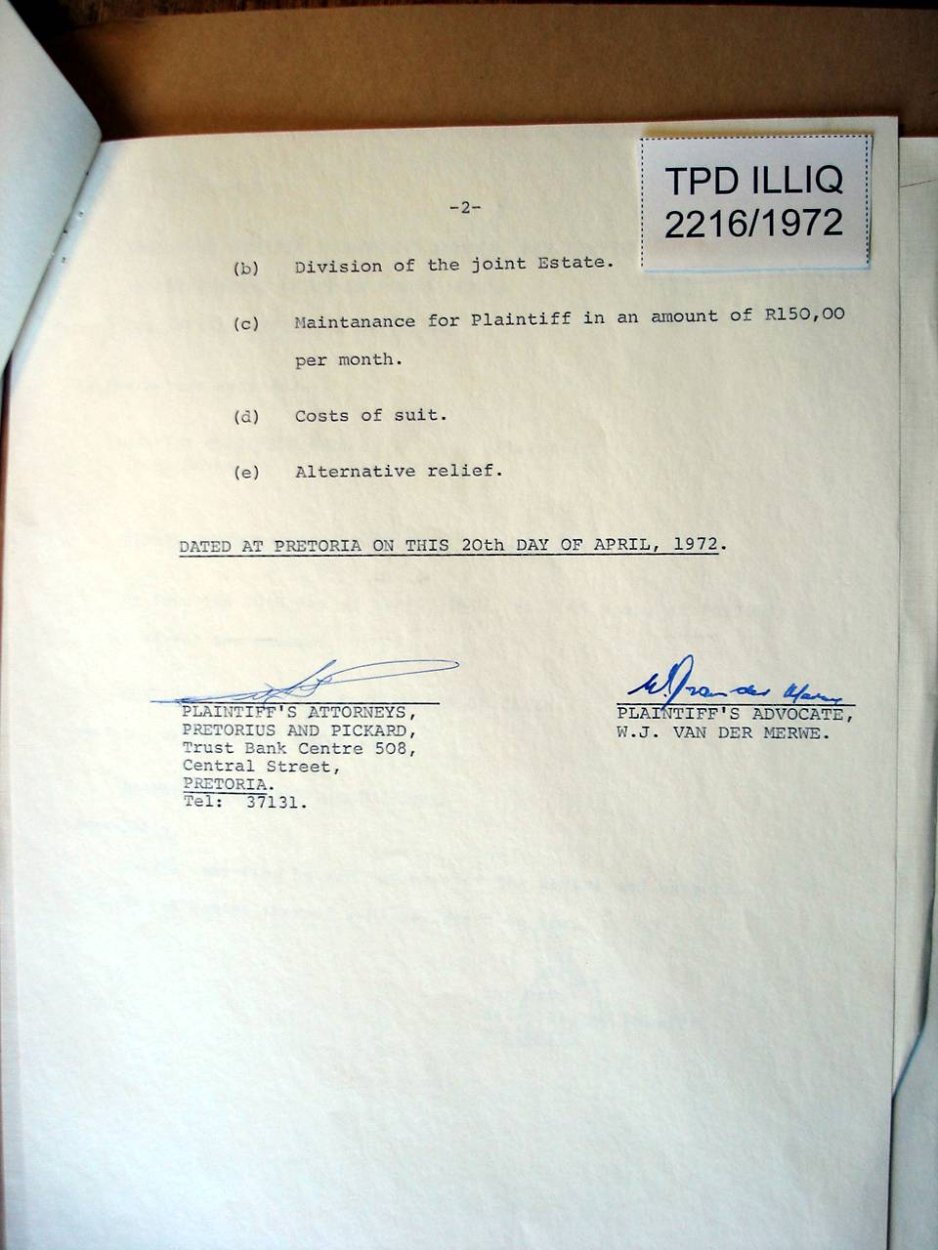 TPD ILLIQ
2216/1972
-2-
(b) Division of the joint Estate.
(c) Maintanance for Plaintiff in an amount of R150,00
per month.
(d) Costs of suit.
(e) Alternative relief.
DATED AT PRETORIA ON THIS 20th DAY OF APRIL, 1972.
PLAINTIFF'S ATTORNEYS,
PRETORIUS AND PICKARD,
Trust Bank Centre 508,
Central Street,
PRETORIA.
Tel: 37131.
W.J. van der Merwe
PLAINTIFF'S ADVOCATE,
W.J. VAN DER MERWE.